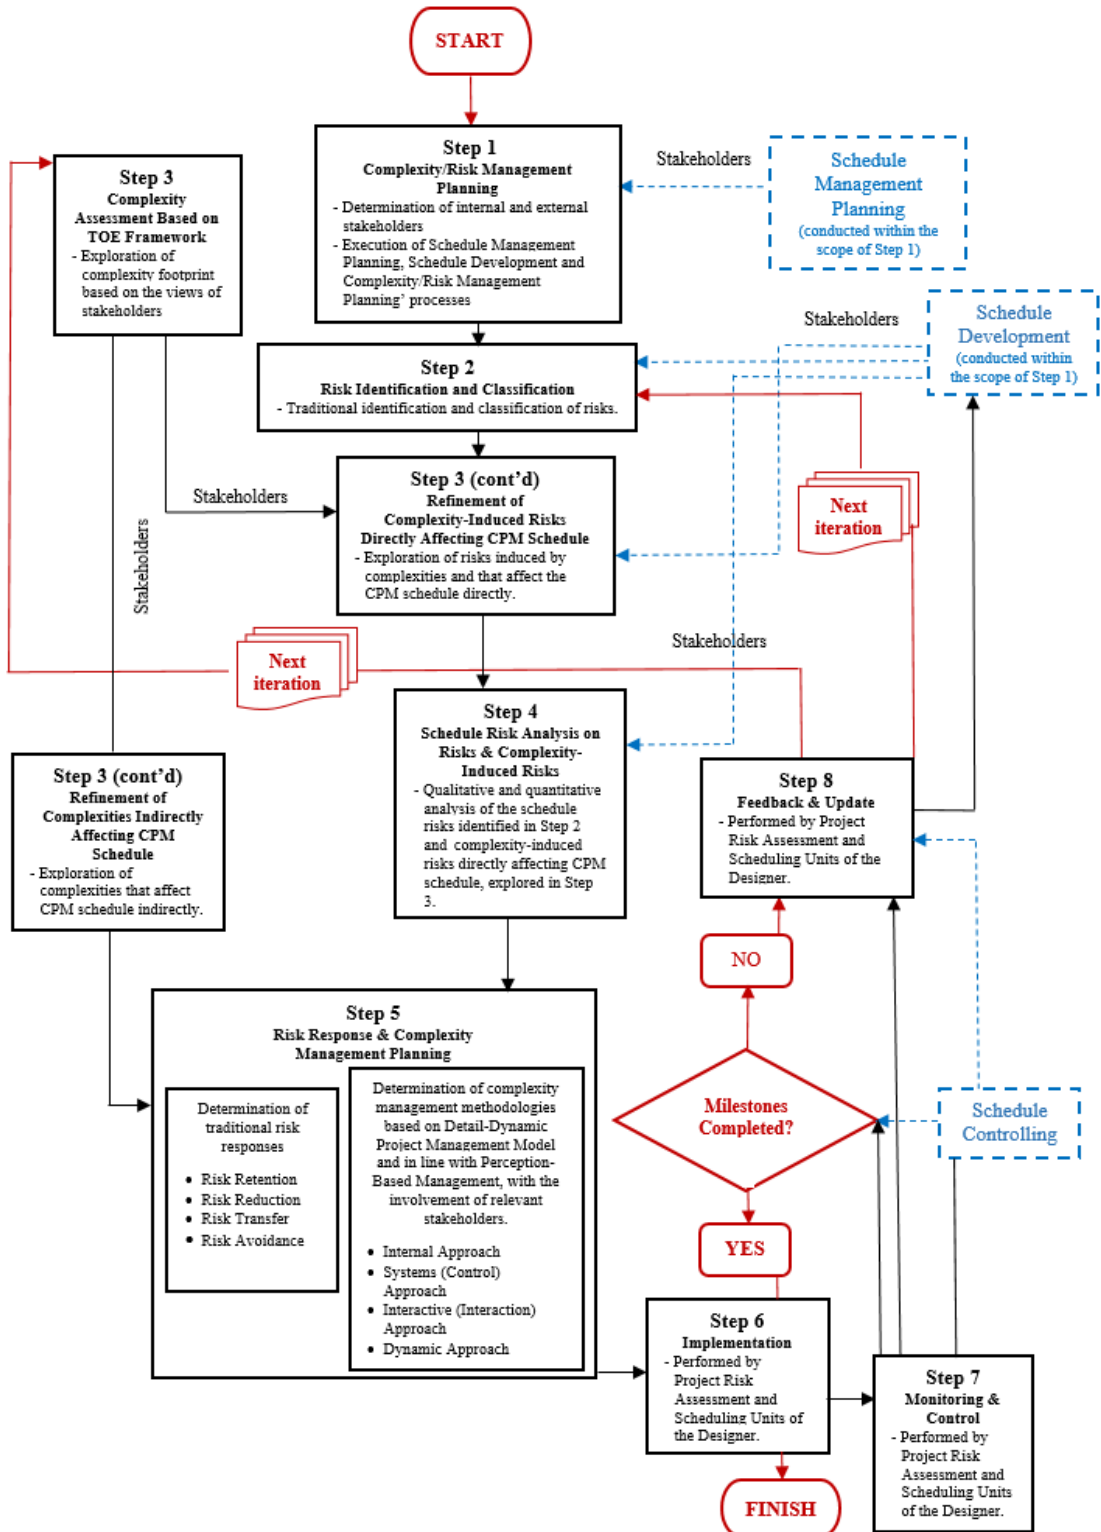 START
Step 1
Complexity/Risk Management
Planning
- Determination of internal and external
stakeholders
- Execution of Schedule Management
Planning, Schedule Development and
Complexity/Risk Management
Planning’ processes
Stakeholders
Schedule
Management
Planning
(conducted within the
scope of Step 1)
Step 3
Complexity
Assessment Based on
TOE Framework
- Exploration of
complexity footprint
based on the views of
stakeholders
Stakeholders
Schedule
Development
(conducted within
the scope of Step 1)
Step 2
Risk Identification and Classification
- Traditional identification and classification of risks.
Step 3 (cont’d)
Refinement of
Complexity-Induced Risks
Directly Affecting CPM Schedule
- Exploration of risks induced by
complexities and that affect the
CPM schedule directly.
Stakeholders
Stakeholders
Next
iteration
Stakeholders
Next
iteration
Step 4
Schedule Risk Analysis on
Risks & Complexity-
Induced Risks
- Qualitative and quantitative
analysis of the schedule
risks identified in Step 2
and complexity-induced
risks directly affecting CPM
schedule, explored in Step
3.
Step 3 (cont’d)
Refinement of
Complexities Indirectly
Affecting CPM
Schedule
- Exploration of
complexities that affect
CPM schedule indirectly.
Step 8
Feedback & Update
- Performed by Project
Risk Assessment and
Scheduling Units of the
Designer.
NO
Step 5
Risk Response & Complexity
Management Planning
Determination of
traditional risk
responses
• Risk Retention
• Risk Reduction
• Risk Transfer
• Risk Avoidance
Determination of complexity
management methodologies
based on Detail-Dynamic
Project Management Model
and in line with Perception-
Based Management, with the
involvement of relevant
stakeholders.
• Internal Approach
• Systems (Control)
Approach
• Interactive (Interaction)
Approach
• Dynamic Approach
Milestones
Completed?
Schedule
Controlling
YES
Step 6
Implementation
- Performed by
Project Risk
Assessment and
Scheduling Units of
the Designer.
Step 7
Monitoring &
Control
- Performed by
Project Risk
Assessment and
Scheduling Units
of the Designer.
FINISH